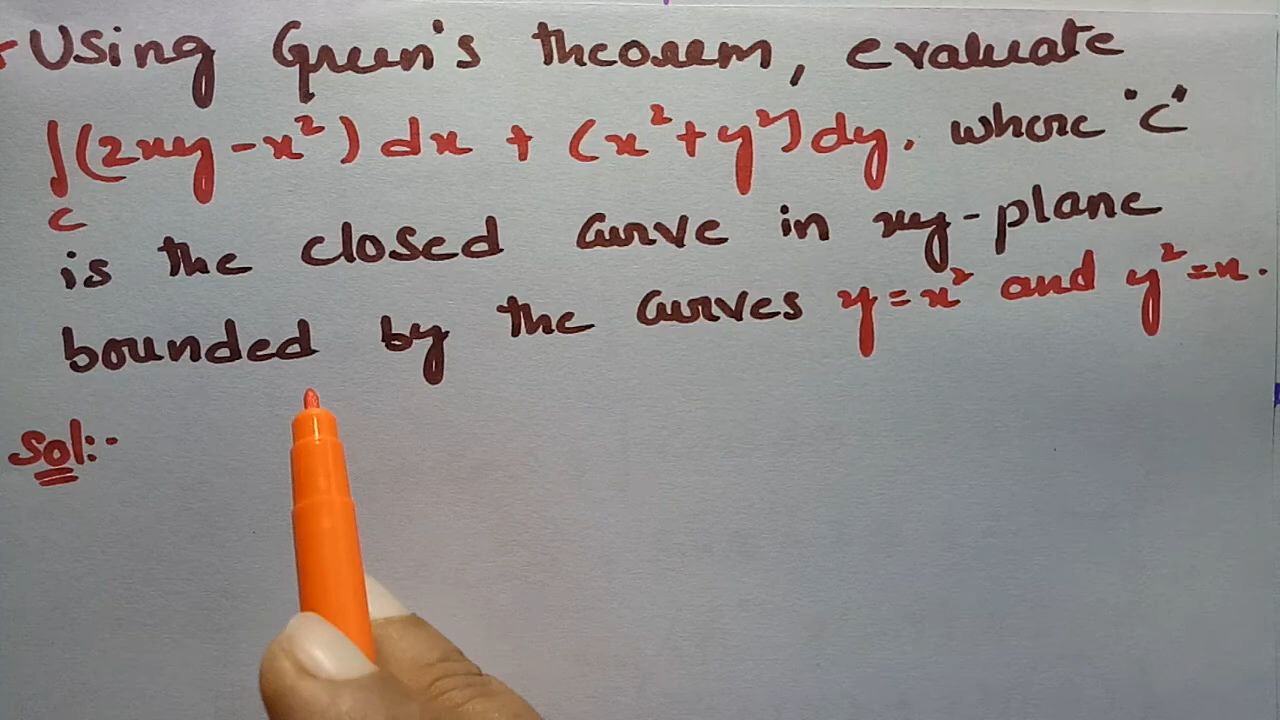 Using Green's theorem, evaluate
∫(2xy-x²) dx + (x²+y²)dy. where "C"
C
is the closed curve in xy-plane
bounded by the curves y=x² and y²=x.
Sol:-